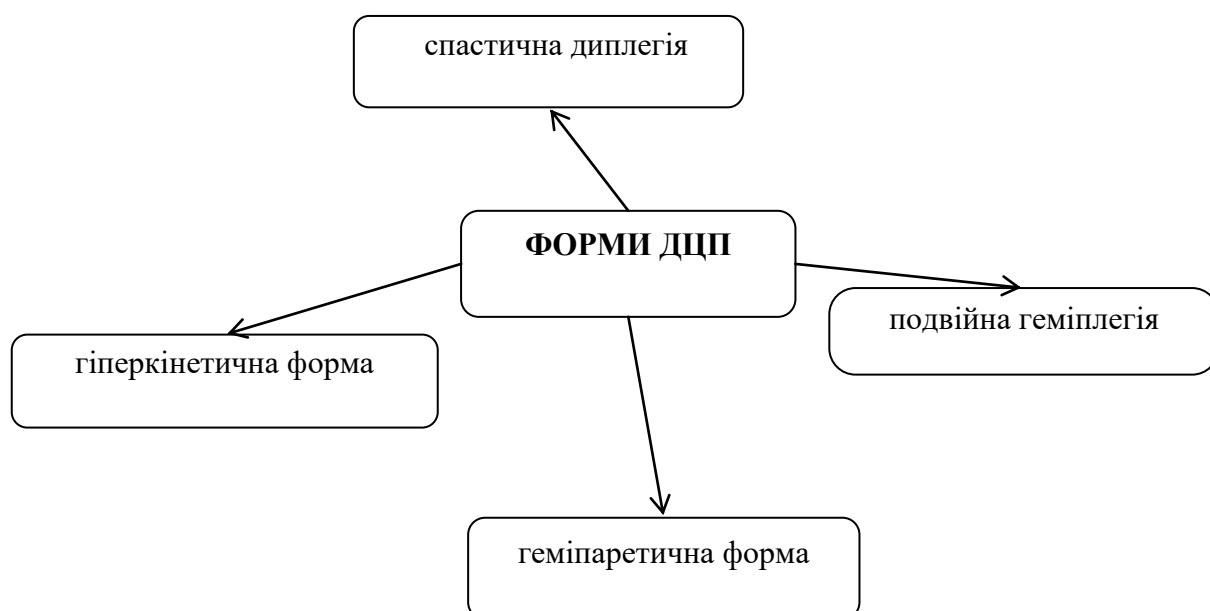 спастична диплегія
ФОРМИ ДЦП
подвійна геміплегія
гіперкінетична форма
геміпаретична форма